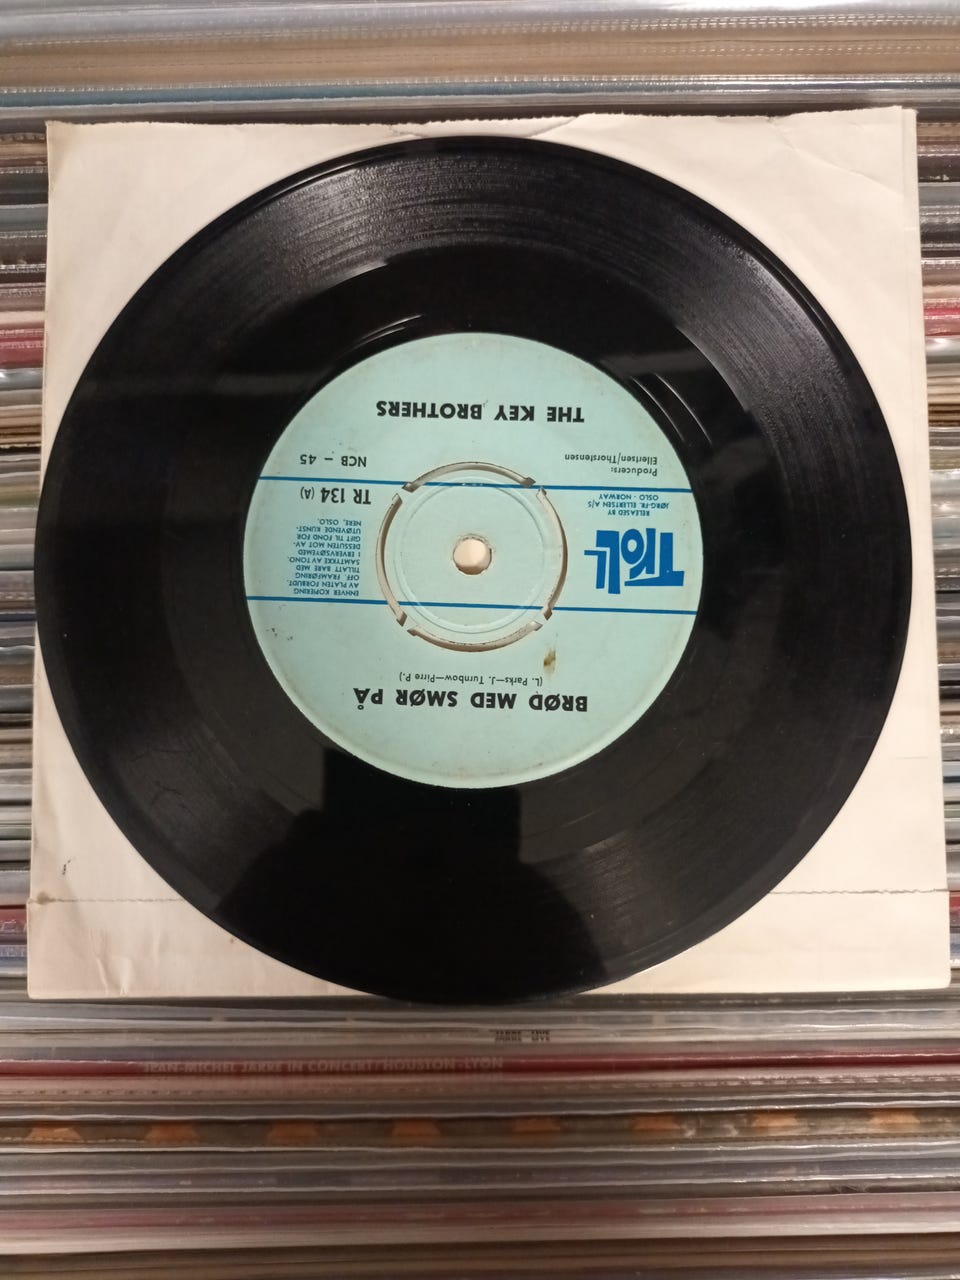 BRØD MED SMØR PÅ
(L. Parks—J. Turnbow—Pirre P.)
TROLL
RELEASED BY
JØRG-FR. ELLERTSEN A/S
OSLO - NORWAY
Producers:
Ellertsen/Thorstensen
ENHVER KOPIERING
AV PLATEN FORBUDT.
OFF. FRAMFØRING
TILLATT BARE MED
SAMTYKKE AV TONO.
I ERVERVSØYEMED
DESSUTEN MOT AV-
GIFT TIL FOND FOR
UTØVENDE KUNST-
NERE, OSLO.
TR 134 (A)
NCB - 45
THE KEY BROTHERS
JEAN-MICHEL JARRE IN CONCERT/HOUSTON-LYON